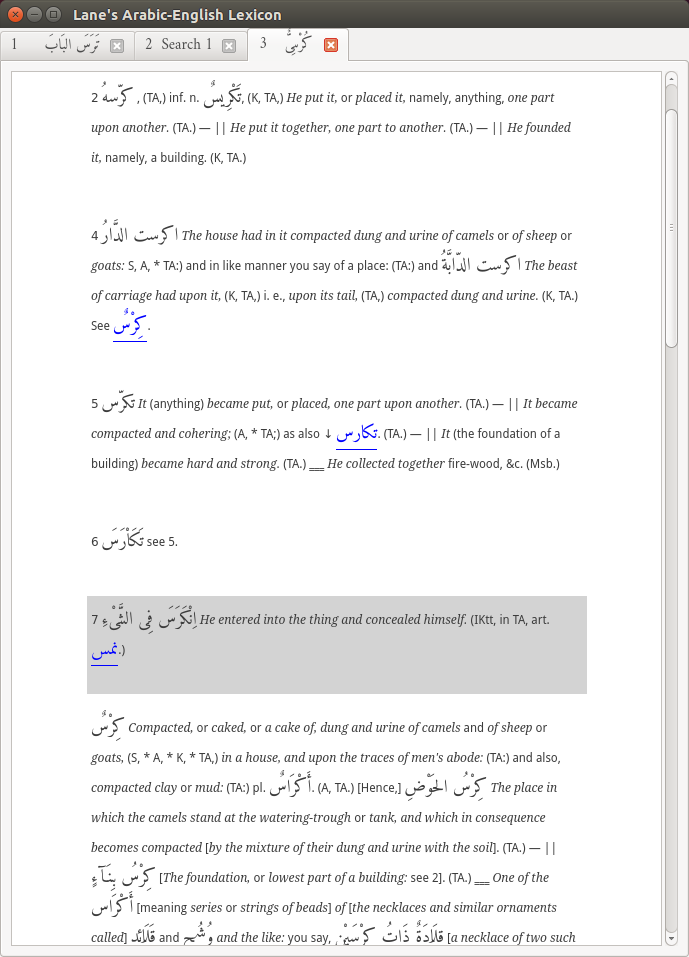 Lane's Arabic-English Lexicon
1 تَرَسَ البَابَ 2 Search 1 3 كُرْسِىٌّ
2 كرّسهُ , (TA,) inf. n. تَكْرِيسٌ, (K, TA,) He put it, or placed it, namely, anything, one part
upon another. (TA.) — || He put it together, one part to another. (TA.) — || He founded
it, namely, a building. (K, TA.)
4 اكرست الدَّارُ The house had in it compacted dung and urine of camels or of sheep or
goats: S, A, * TA:) and in like manner you say of a place: (TA:) and اكرست الدّابَّةُ The beast
of carriage had upon it, (K, TA,) i. e., upon its tail, (TA,) compacted dung and urine. (K, TA.)
See كِرْسٌ.
5 تكرّس It (anything) became put, or placed, one part upon another. (TA.) — || It became
compacted and cohering; (A, * TA;) as also ↓ تكارس. (TA.) — || It (the foundation of a
building) became hard and strong. (TA.) ‗‗ He collected together fire-wood, &c. (Msb.)
6 تَكَاْرَسَ see 5.
7 اِنْكَرَسَ فِى الشَّىْءِ He entered into the thing and concealed himself. (IKtt, in TA, art.
نمس.)
كِرْسٌ Compacted, or caked, or a cake of, dung and urine of camels and of sheep or
goats, (S, * A, * K, * TA,) in a house, and upon the traces of men's abode: (TA:) and also,
compacted clay or mud: (TA:) pl. أَكْرَاسٌ. (A, TA.) [Hence,] كِرْسُ الحَوْضِ The place in
which the camels stand at the watering-trough or tank, and which in consequence
becomes compacted [by the mixture of their dung and urine with the soil]. (TA.) — ||
كِرْسُ بِنَآءٍ [The foundation, or lowest part of a building: see 2]. (TA.) ‗‗ One of the
أَكْرَاس [meaning series or strings of beads] of [the necklaces and similar ornaments
called] قَلَائد and وُشُح and the like: you say, قِلَادَةٌ ذَاتُ كِرْسَيْنِ [a necklace of two such